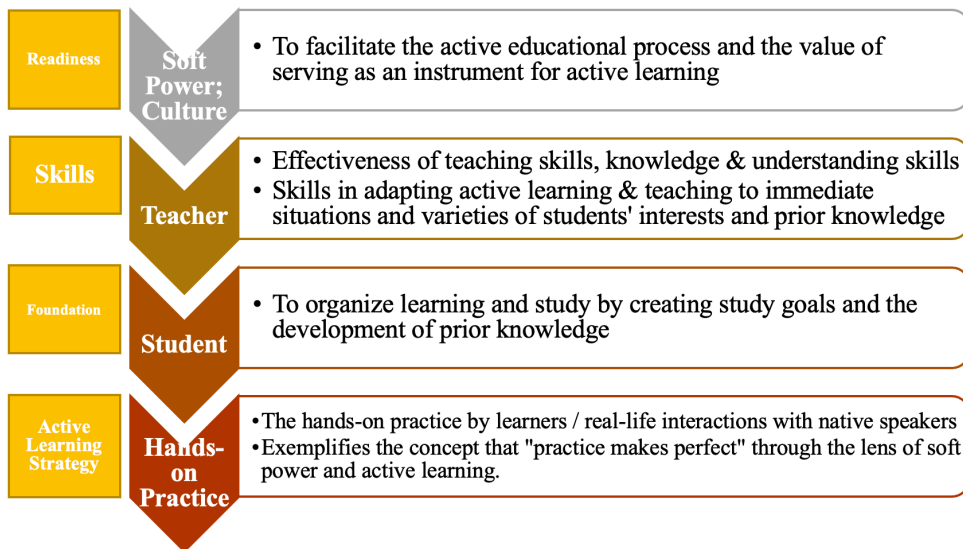 Readiness
Soft
Power;
Culture
• To facilitate the active educational process and the value of
serving as an instrument for active learning
Skills
Teacher
• Effectiveness of teaching skills, knowledge & understanding skills
• Skills in adapting active learning & teaching to immediate
situations and varieties of students' interests and prior knowledge
Foundation
Student
• To organize learning and study by creating study goals and the
development of prior knowledge
Active
Learning
Strategy
Hands-
on
Practice
•The hands-on practice by learners / real-life interactions with native speakers
•Exemplifies the concept that "practice makes perfect" through the lens of soft
power and active learning.